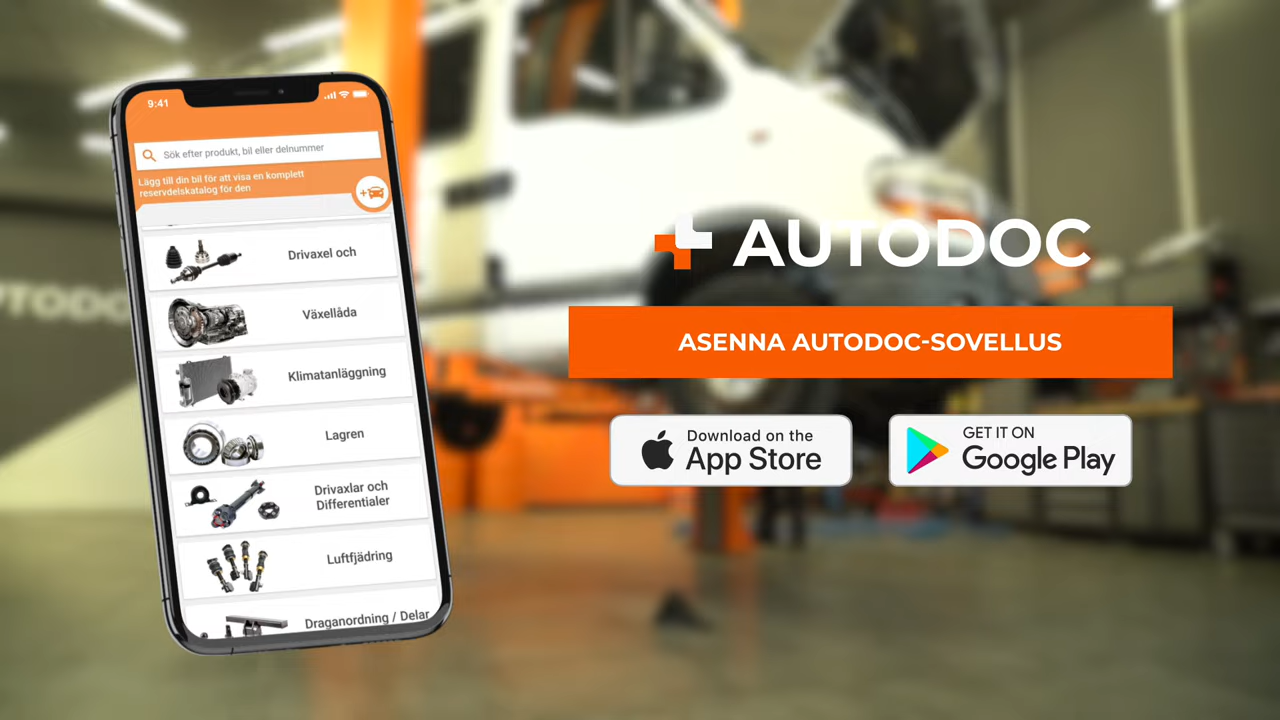 9:41
Sök efter produkt, bil eller delnummer
Lägg till din bil för att visa en komplett
reservdelskatalog för den
Drivaxel och
Växellåda
Klimatanläggning
Lagren
Drivaxlar och
Differentialer
Luftfjädring
Draganordning / Delar
AUTODOC
ASENNA AUTODOC-SOVELLUS
Download on the
App Store
GET IT ON
Google Play